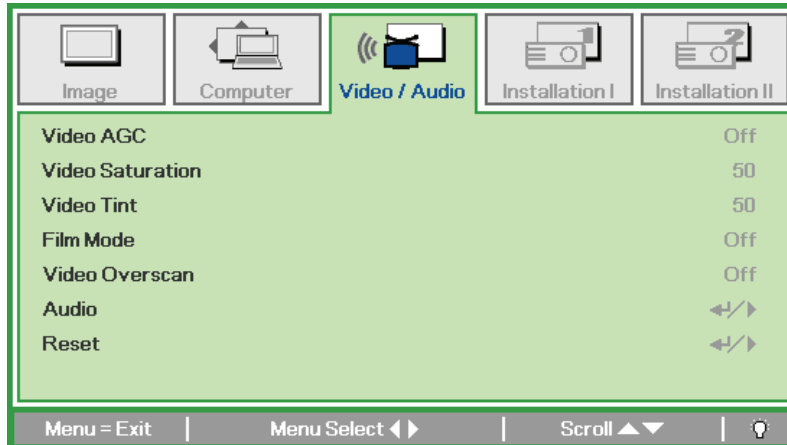 Image Computer Video / Audio Installation I Installation II
Video AGC Off
Video Saturation 50
Video Tint 50
Film Mode Off
Video Overscan Off
Audio ↵/▶
Reset ↵/▶
Menu = Exit | Menu Select ◀▶ | Scroll ▲▼ |